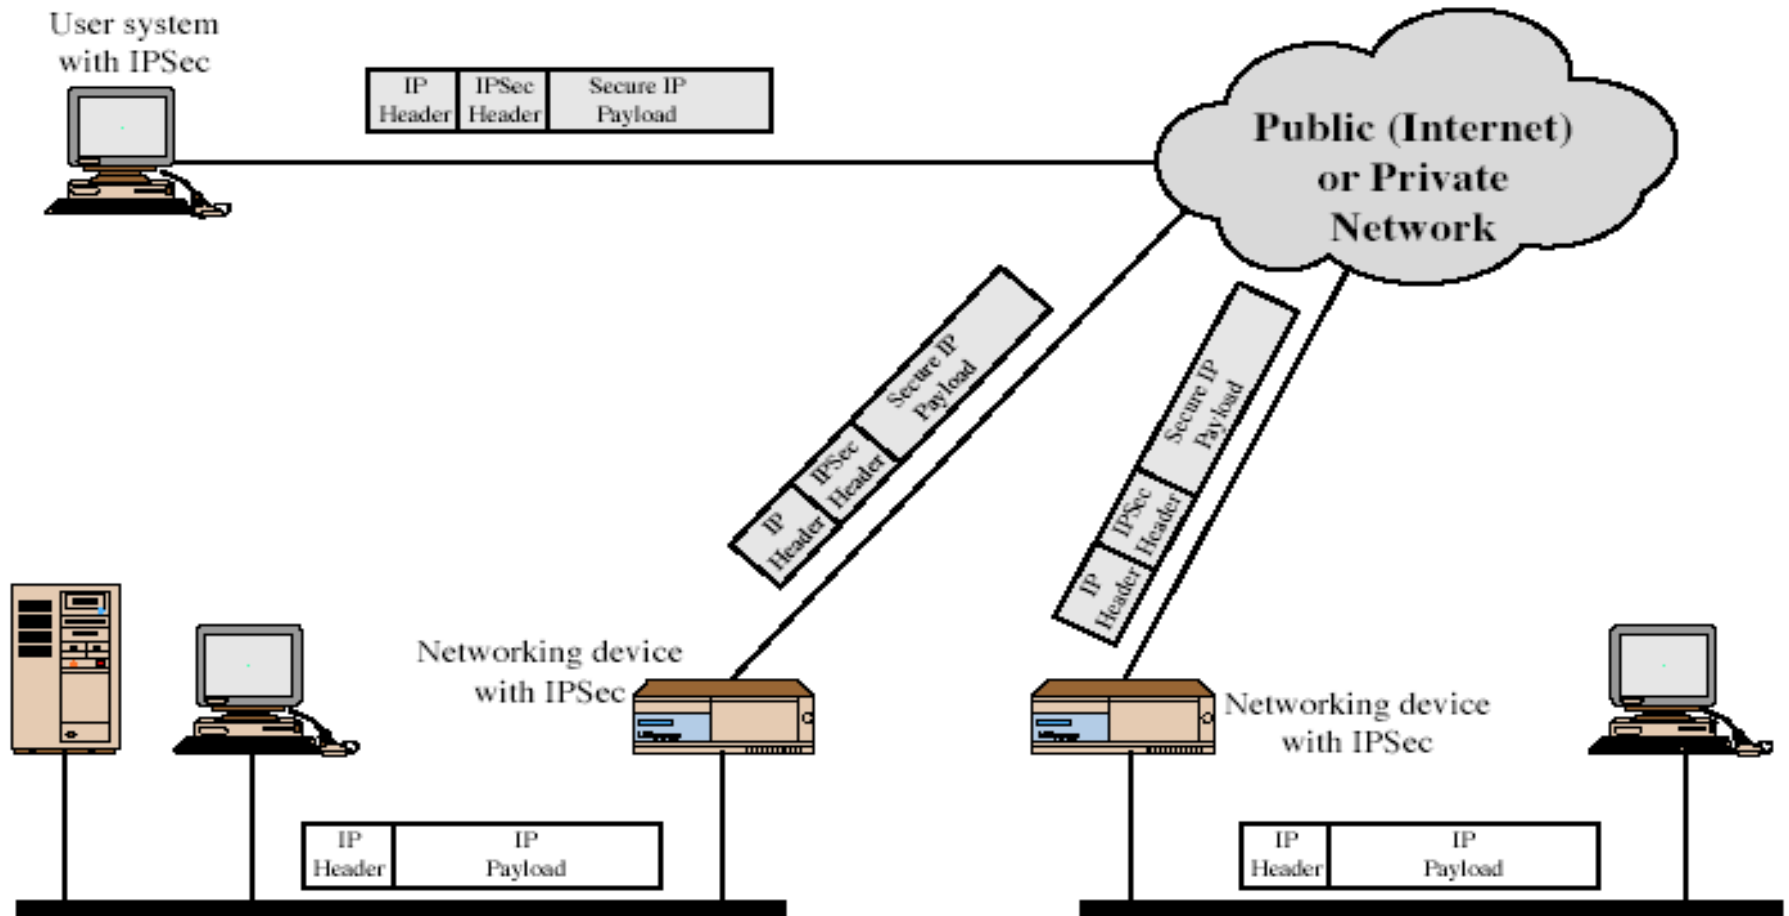 User system
with IPSec
IP
Header
IPSec
Header
Secure IP
Payload
Public (Internet)
or Private
Network
Secure IP
Payload
IPSec
Header
IP
Header
Secure IP
Payload
IPSec
Header
IP
Header
Networking device
with IPSec
Networking device
with IPSec
IP
Header
IP
Payload
IP
Header
IP
Payload